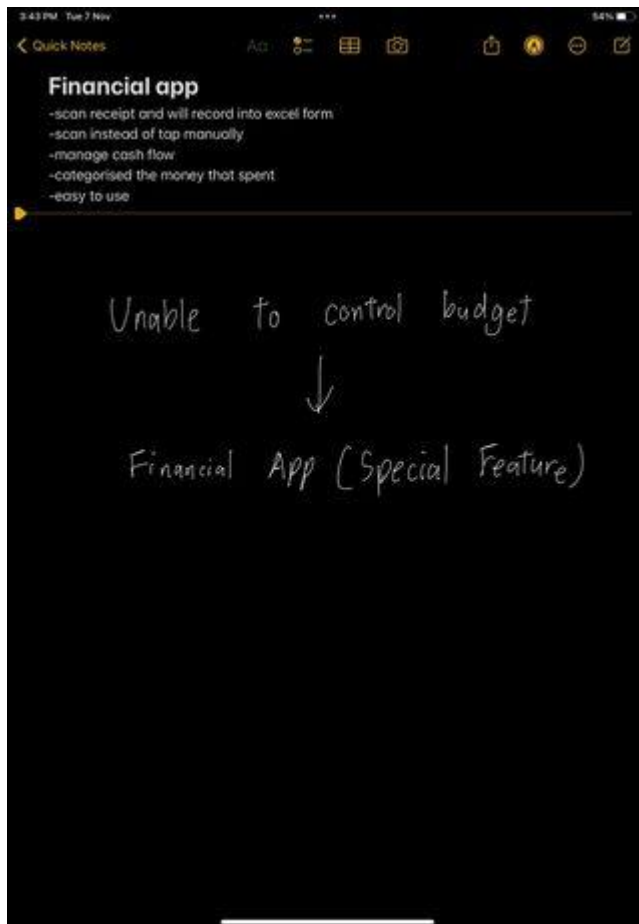 3:43 PM Tue 7 Nov
54%
Quick Notes
Aa
Financial app
-scan receipt and will record into excel form
-scan instead of tap manually
-manage cash flow
-categorised the money that spent
-easy to use
Unable to control budget
Financial App (Special Feature)